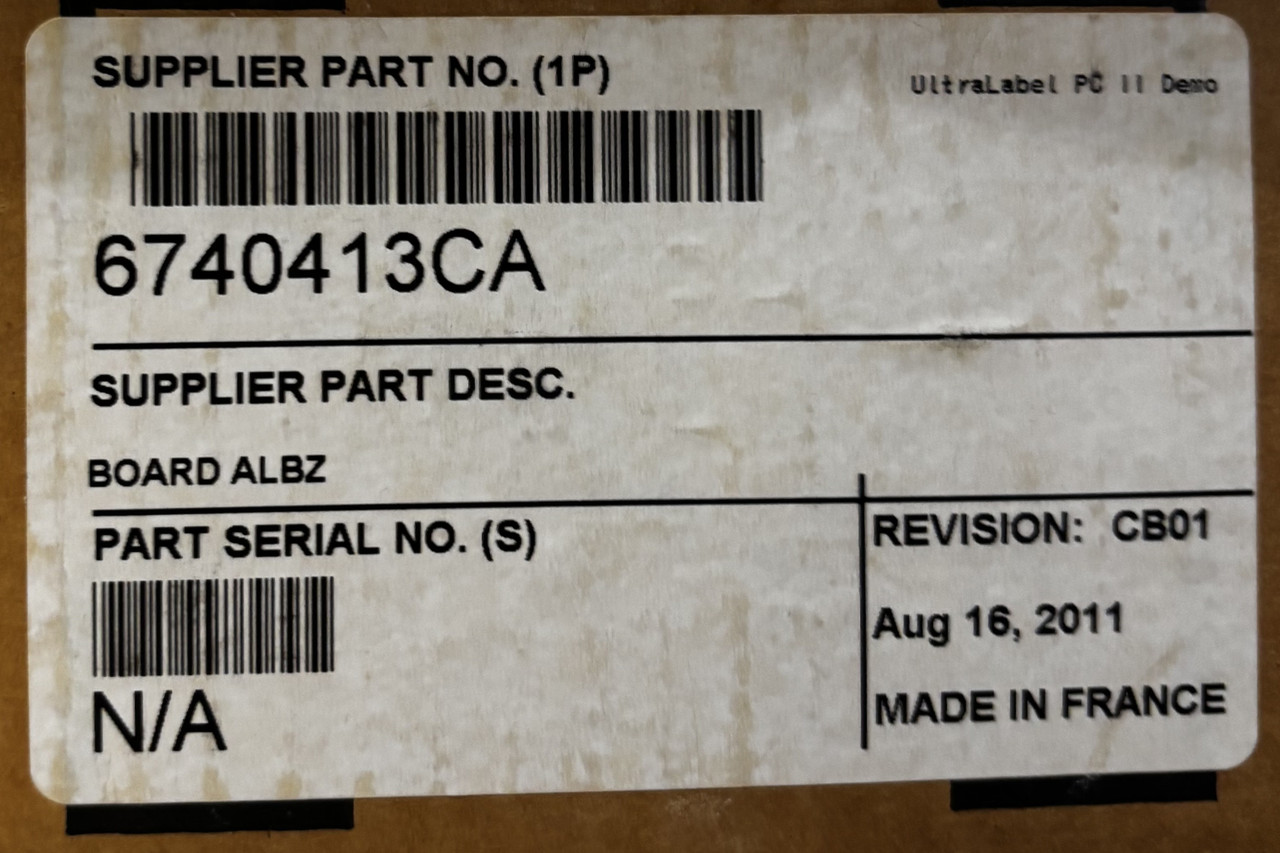 SUPPLIER PART NO. (1P)
UltraLabel PC II Demo
6740413CA
SUPPLIER PART DESC.
BOARD ALBZ
PART SERIAL NO. (S)
N/A
REVISION: CB01
Aug 16, 2011
MADE IN FRANCE